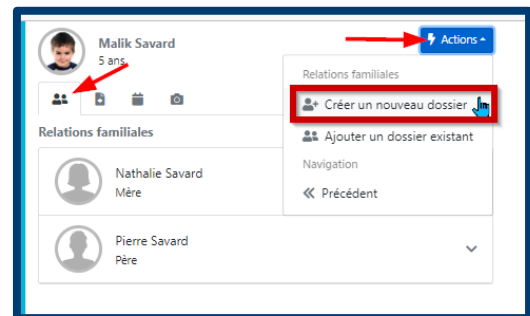 Malik Savard
5 ans
Actions
Relations familiales
Créer un nouveau dossier
Ajouter un dossier existant
Navigation
Précédent
Relations familiales
Nathalie Savard
Mère
Pierre Savard
Père